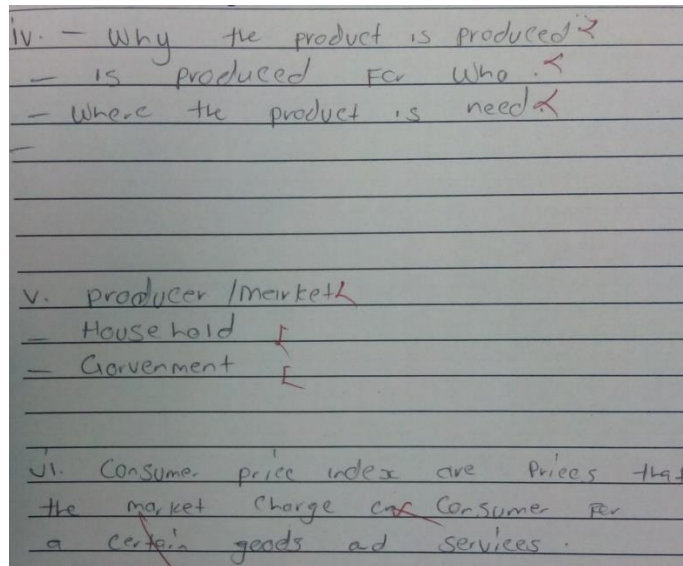 iv. - Why the product is produced?
- is produced For who.
- Where the product is need.
-
v. producer /market
- House hold
- Gorvenment
vi. Consumer price index are Prices that
the market Charge Consumer For
a certain goods ad services.